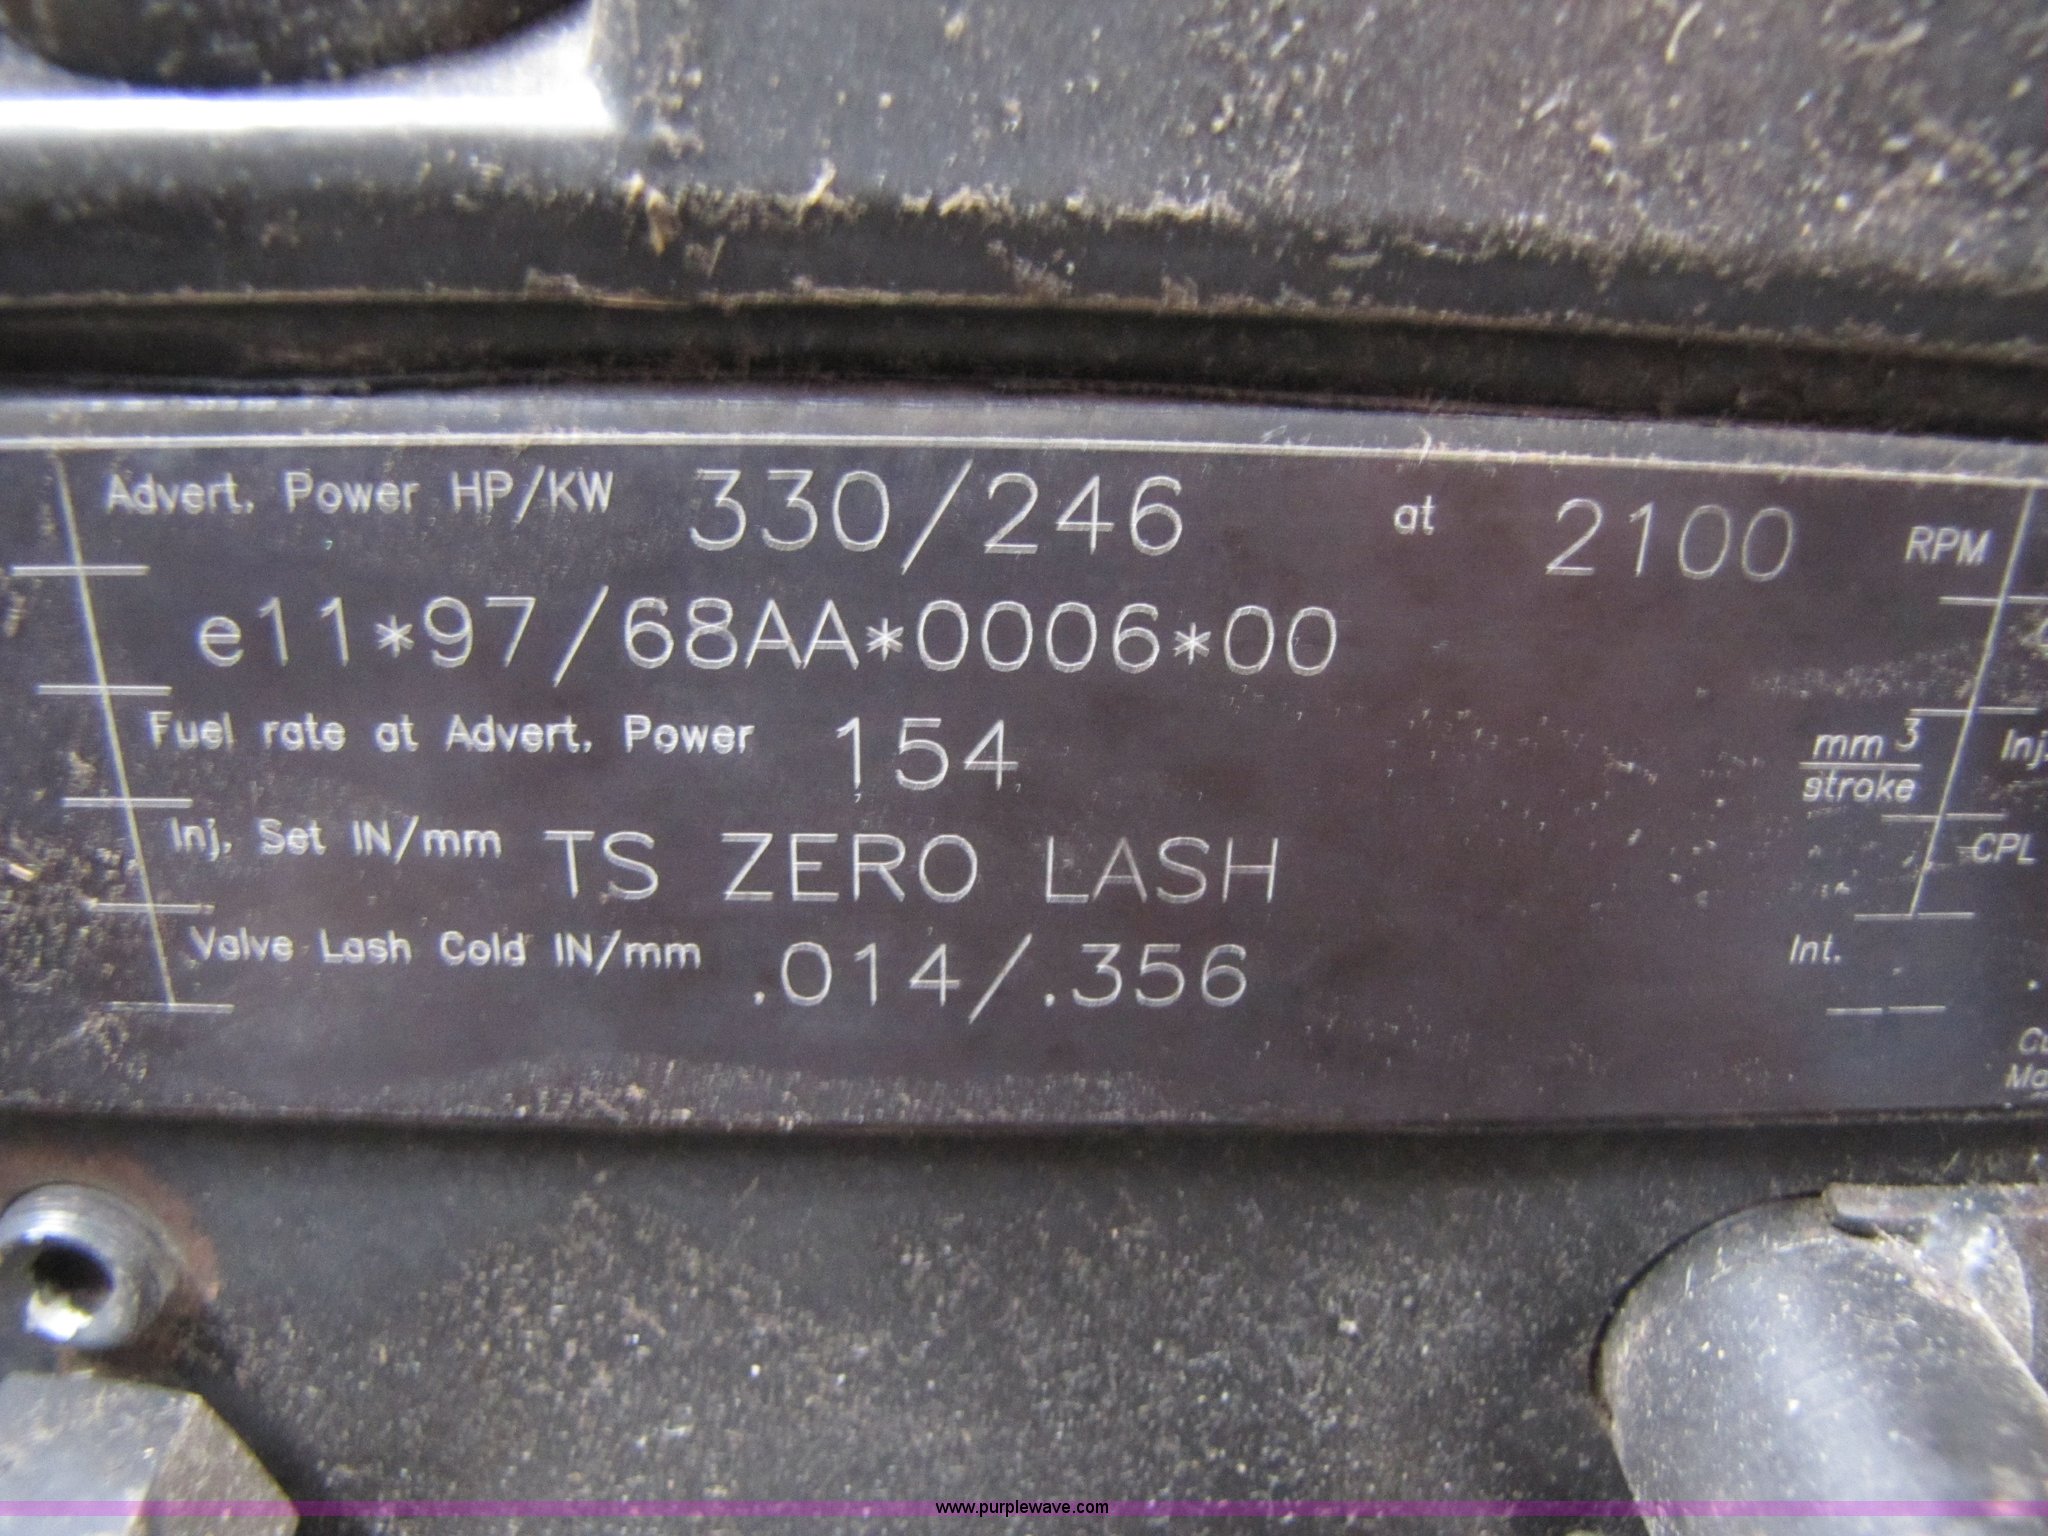 Advert. Power HP/KW 330/246 at 2100 RPM
e11*97/68AA*0006*00
Fuel rate at Advert. Power 154 mm3/stroke
Inj. Set IN/mm TS ZERO LASH CPL
Valve Lash Cold IN/mm .014/.356 Int.
www.purplewave.com